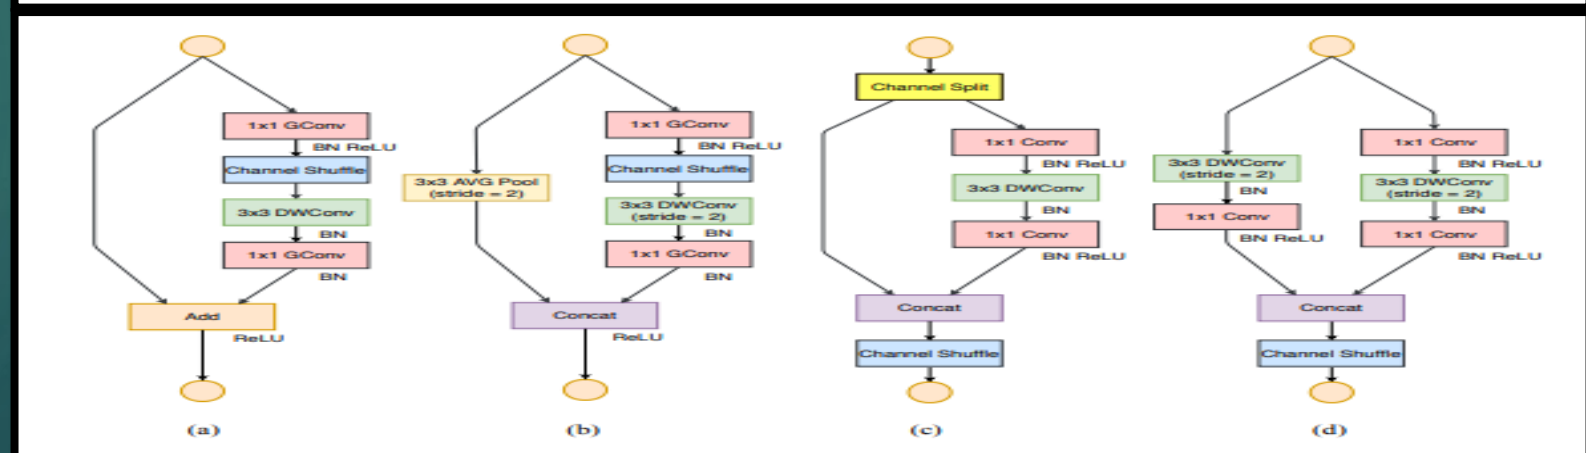 1x1 GConv
BN ReLU
Channel Shuffle
3x3 DWConv
BN
1x1 GConv
BN
Add
ReLU
(a)
1x1 GConv
BN ReLU
Channel Shuffle
3x3 AVG Pool
(stride = 2)
3x3 DWConv
(stride = 2)
BN
1x1 GConv
BN
Concat
ReLU
(b)
Channel Split
1x1 Conv
BN ReLU
3x3 DWConv
BN
1x1 Conv
BN ReLU
Concat
Channel Shuffle
(c)
3x3 DWConv
(stride = 2)
BN
1x1 Conv
BN ReLU
1x1 Conv
BN ReLU
3x3 DWConv
(stride = 2)
BN
1x1 Conv
BN ReLU
Concat
Channel Shuffle
(d)